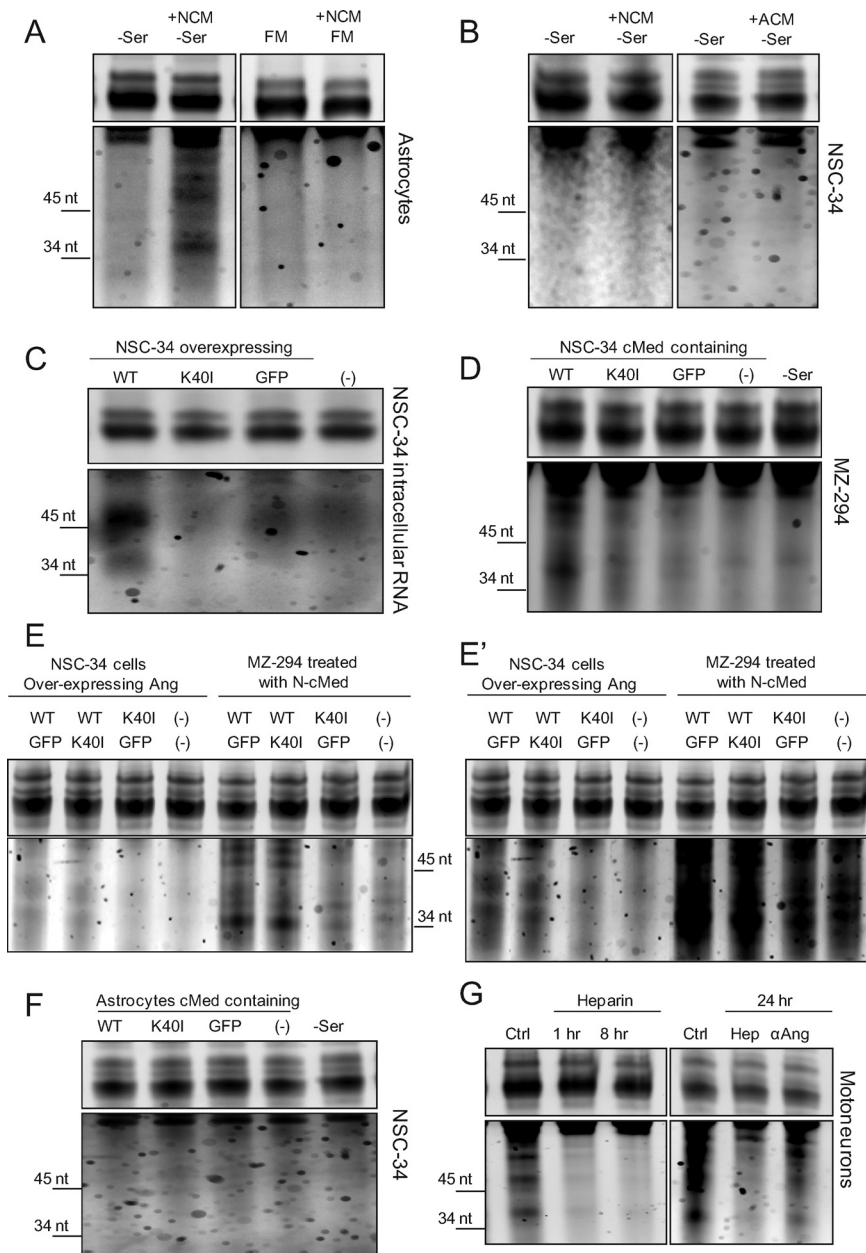 A
+NCM
+NCM
-Ser
-Ser
FM
FM
45 nt
34 nt
Astrocytes
B
+NCM
+ACM
-Ser
-Ser
-Ser
-Ser
45 nt
34 nt
NSC-34
C
NSC-34 overexpressing
WT
K40I
GFP
(-)
45 nt
34 nt
NSC-34 intracellular RNA
D
NSC-34 cMed containing
WT
K40I
GFP
(-)
-Ser
45 nt
34 nt
MZ-294
E
NSC-34 cells
Over-expressing Ang
MZ-294 treated
with N-cMed
WT WT K40I (-) WT WT K40I (-)
GFP K40I GFP (-) GFP K40I GFP (-)
45 nt
34 nt
E'
NSC-34 cells
Over-expressing Ang
MZ-294 treated
with N-cMed
WT WT K40I (-) WT WT K40I (-)
GFP K40I GFP (-) GFP K40I GFP (-)
F
Astrocytes cMed containing
WT K40I GFP (-) -Ser
45 nt
34 nt
NSC-34
G
Heparin
24 hr
Ctrl 1 hr 8 hr Ctrl Hep αAng
45 nt
34 nt
Motoneurons